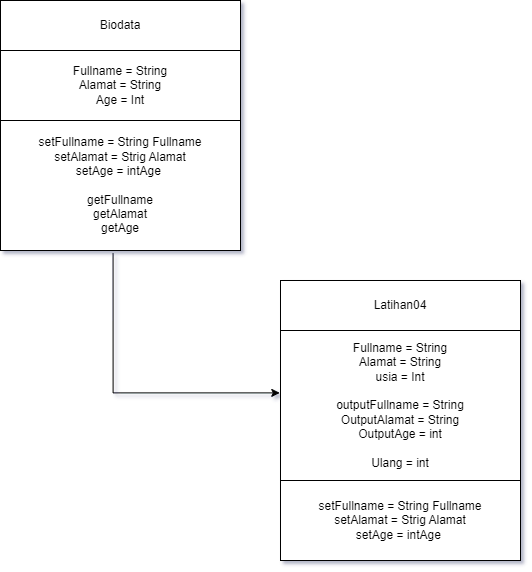 Biodata
Fullname = String
Alamat = String
Age = Int
setFullname = String Fullname
setAlamat = Strig Alamat
setAge = intAge
getFullname
getAlamat
getAge
Latihan04
Fullname = String
Alamat = String
usia = Int
outputFullname = String
OutputAlamat = String
OutputAge = int
Ulang = int
setFullname = String Fullname
setAlamat = Strig Alamat
setAge = intAge